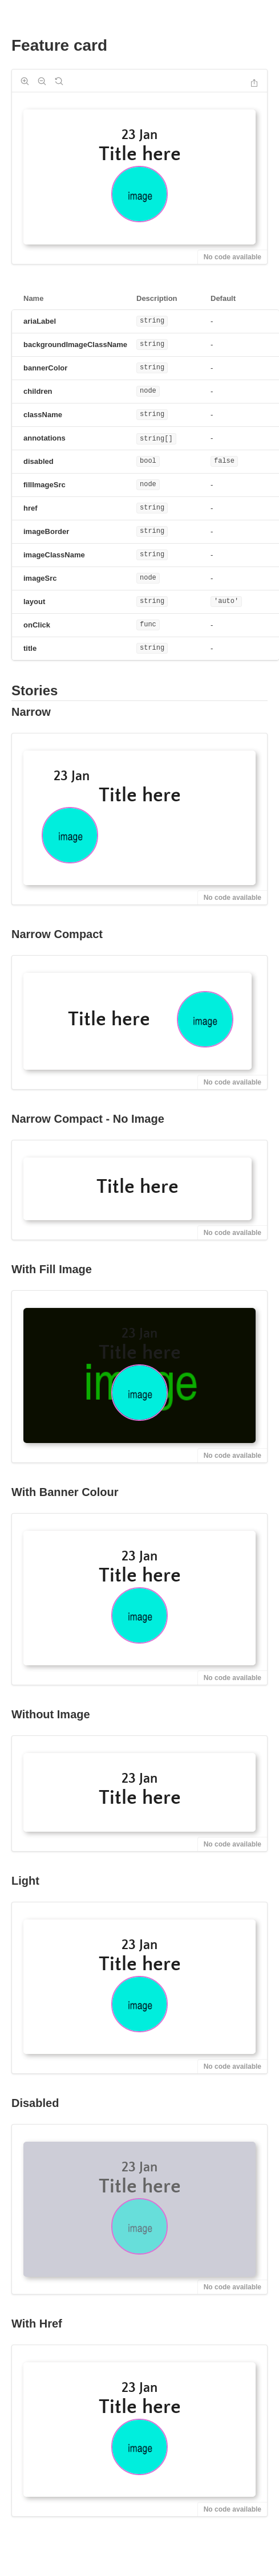 Feature card
23 Jan
Title here
image
No code available
Name Description Default
ariaLabel string -
backgroundImageClassName string -
bannerColor string -
children node -
className string -
annotations string[] -
disabled bool false
fillImageSrc node -
href string -
imageBorder string -
imageClassName string -
imageSrc node -
layout string 'auto'
onClick func -
title string -
Stories
Narrow
23 Jan
Title here
image
No code available
Narrow Compact
Title here
image
No code available
Narrow Compact - No Image
Title here
No code available
With Fill Image
23 Jan
Title here
image
image
No code available
With Banner Colour
23 Jan
Title here
image
No code available
Without Image
23 Jan
Title here
No code available
Light
23 Jan
Title here
image
No code available
Disabled
23 Jan
Title here
image
No code available
With Href
23 Jan
Title here
image
No code available